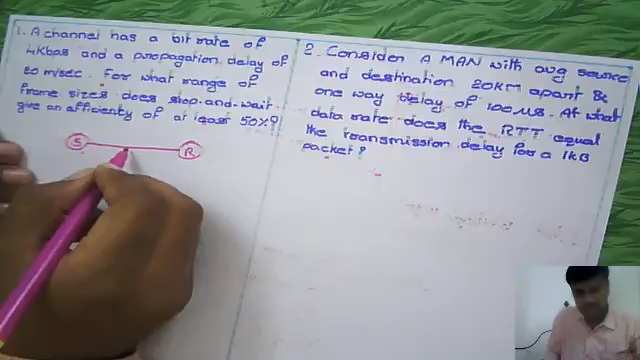 1. A channel has a bit rate of
4Kbps and a propagation delay of
20 m/sec. For what range of
frame sizes does stop-and-wait
give an efficiency of at least 50%?
S
R
2. Consider A MAN with avg source
and destination 20KM apart &
one way delay of 100µs. At what
data rate does the RTT equal
the transmission delay for a 1KB
packet?